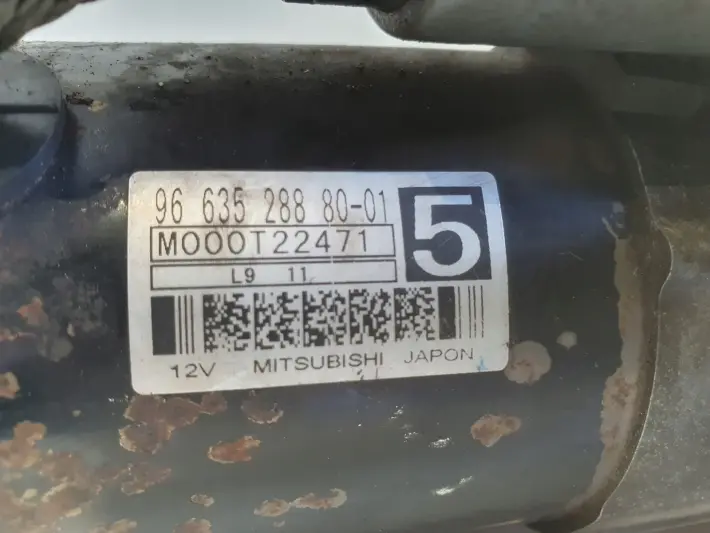 96 635 288 80-01
5
M000T22471
L9 11
12V MITSUBISHI JAPON